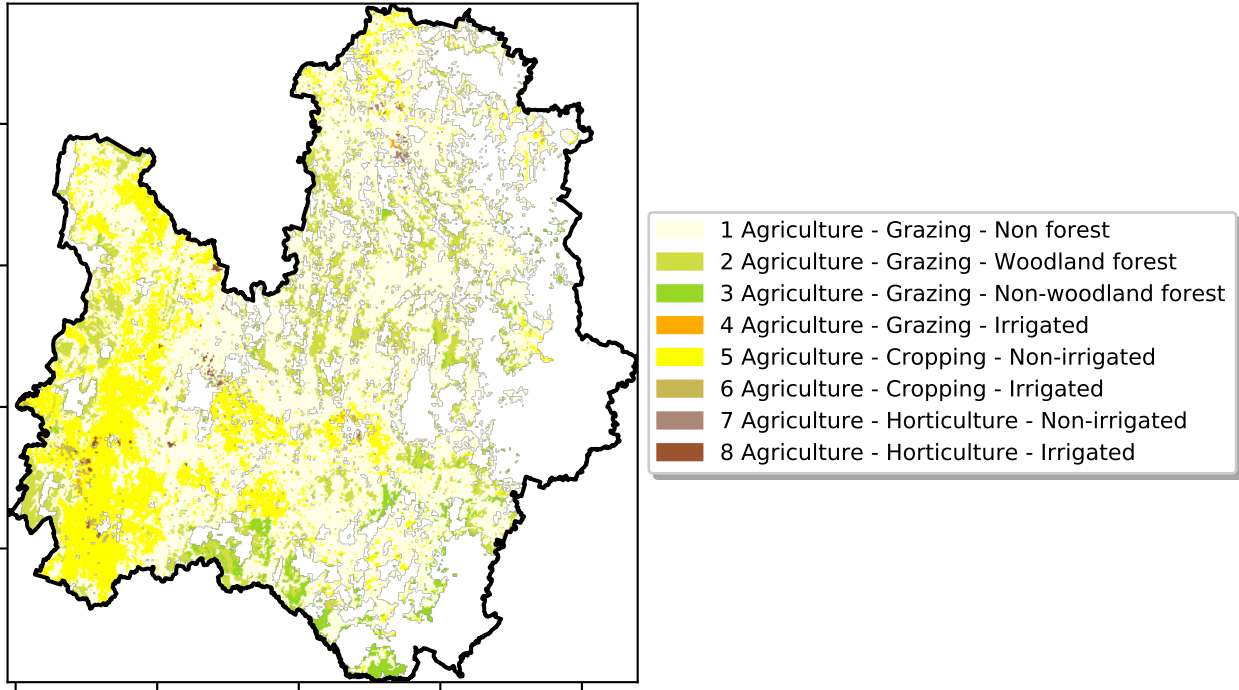 1 Agriculture - Grazing - Non forest
2 Agriculture - Grazing - Woodland forest
3 Agriculture - Grazing - Non-woodland forest
4 Agriculture - Grazing - Irrigated
5 Agriculture - Cropping - Non-irrigated
6 Agriculture - Cropping - Irrigated
7 Agriculture - Horticulture - Non-irrigated
8 Agriculture - Horticulture - Irrigated